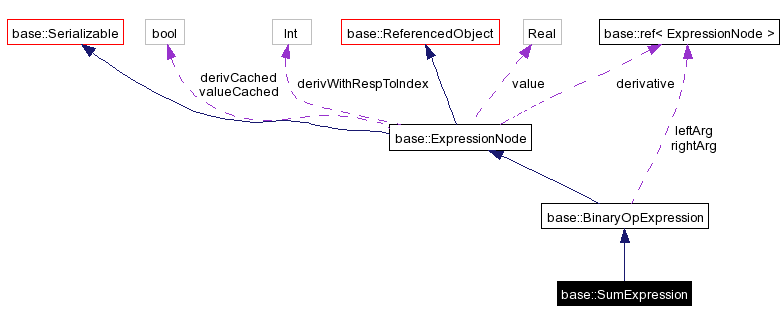 base::Serializable
bool
Int
base::ReferencedObject
Real
base::ref< ExpressionNode >
derivCached
valueCached
derivWithRespToIndex
value
derivative
base::ExpressionNode
leftArg
rightArg
base::BinaryOpExpression
base::SumExpression